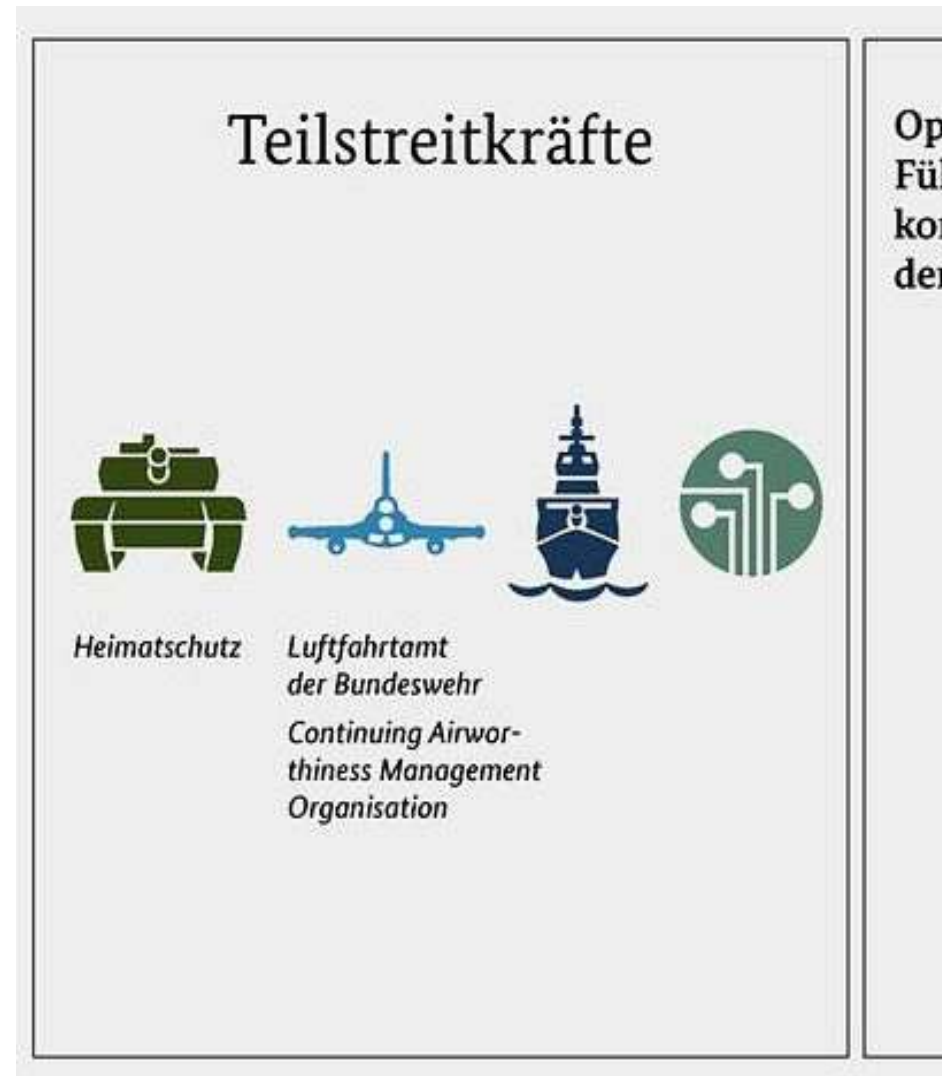 Teilstreitkräfte
Heimatschutz
Luftfahrtamt
der Bundeswehr
Continuing Airwor-
thiness Management
Organisation